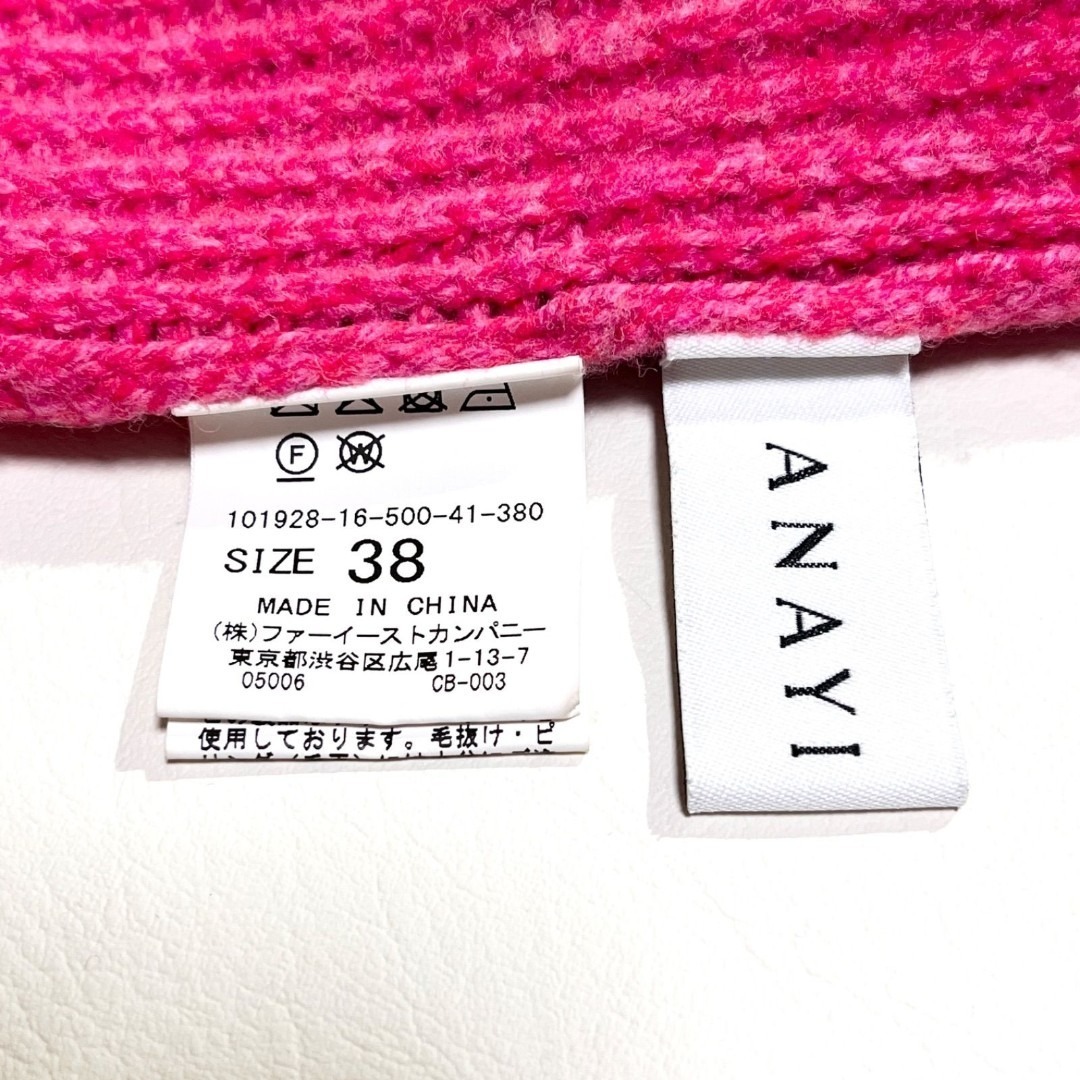 F W
101928-16-500-41-380
SIZE 38
MADE IN CHINA
(株)ファーイーストカンパニー
東京都渋谷区広尾1-13-7
05006 CB-003
使用しております。毛抜け・ピ
ANAYI